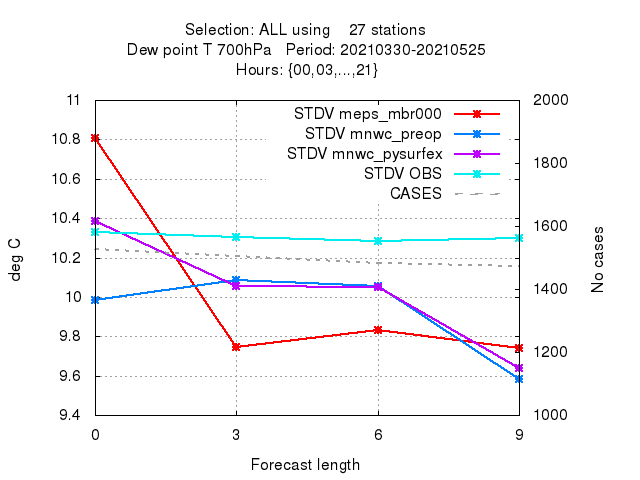 Selection: ALL using 27 stations
Dew point T 700hPa Period: 20210330-20210525
Hours: {00,03,...,21}
11
10.8
10.6
10.4
10.2
10
9.8
9.6
9.4
2000
1800
1600
1400
1200
1000
STDV meps_mbr000
STDV mnwc_preop
STDV mnwc_pysurfex
STDV OBS
CASES
deg C
No cases
0 3 6 9
Forecast length